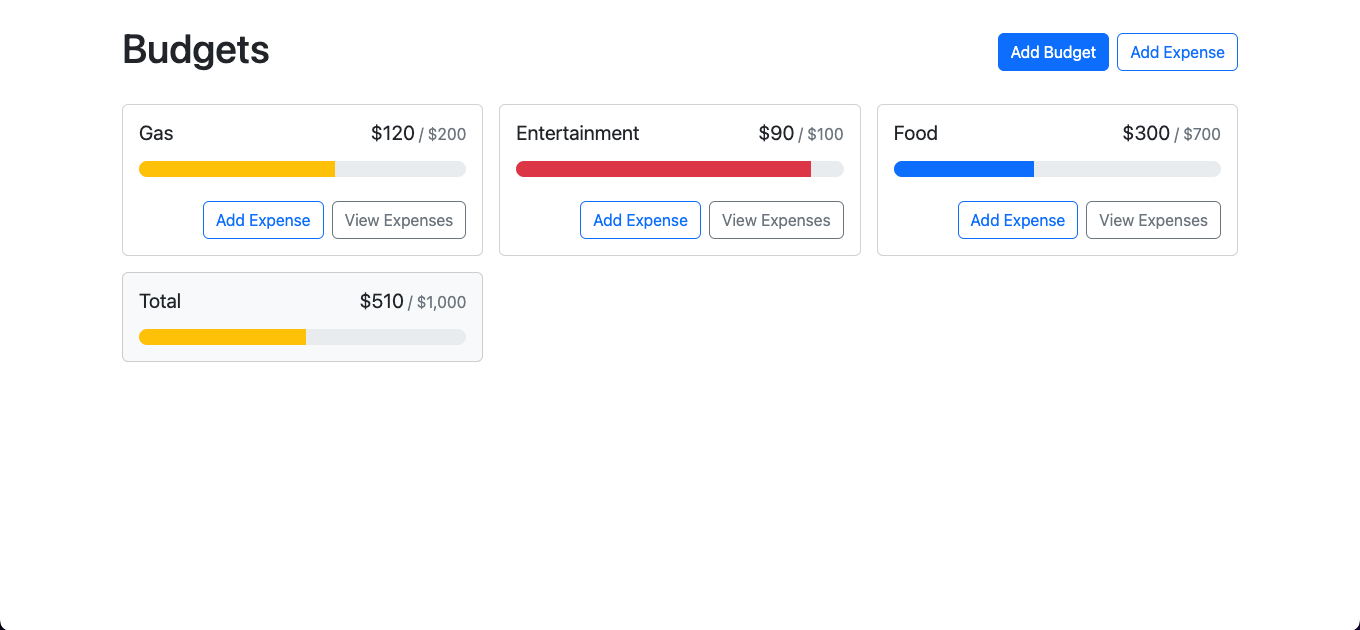 Budgets
Add Budget
Add Expense
Gas
$120 / $200
Add Expense
View Expenses
Entertainment
$90 / $100
Add Expense
View Expenses
Food
$300 / $700
Add Expense
View Expenses
Total
$510 / $1,000